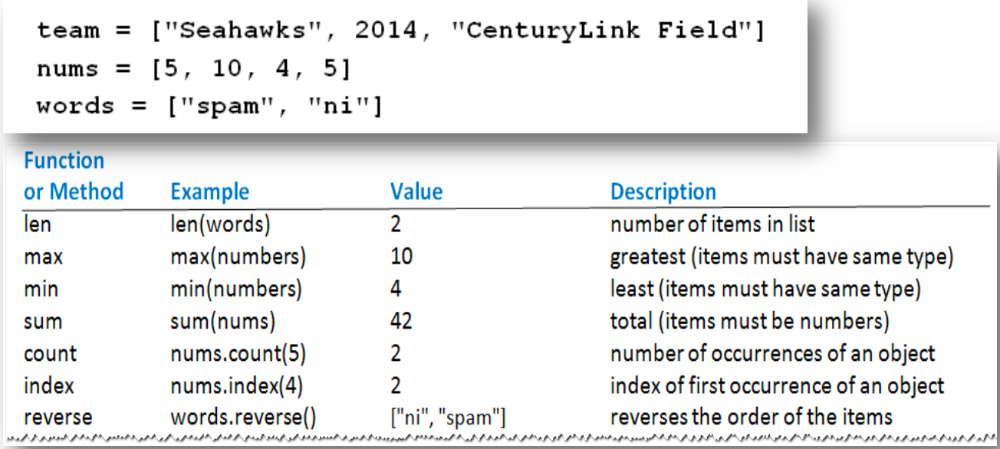 team = ["Seahawks", 2014, "CenturyLink Field"]
nums = [5, 10, 4, 5]
words = ["spam", "ni"]
Function
or Method Example Value Description
len len(words) 2 number of items in list
max max(numbers) 10 greatest (items must have same type)
min min(numbers) 4 least (items must have same type)
sum sum(nums) 42 total (items must be numbers)
count nums.count(5) 2 number of occurrences of an object
index nums.index(4) 2 index of first occurrence of an object
reverse words.reverse() ["ni", "spam"] reverses the order of the items